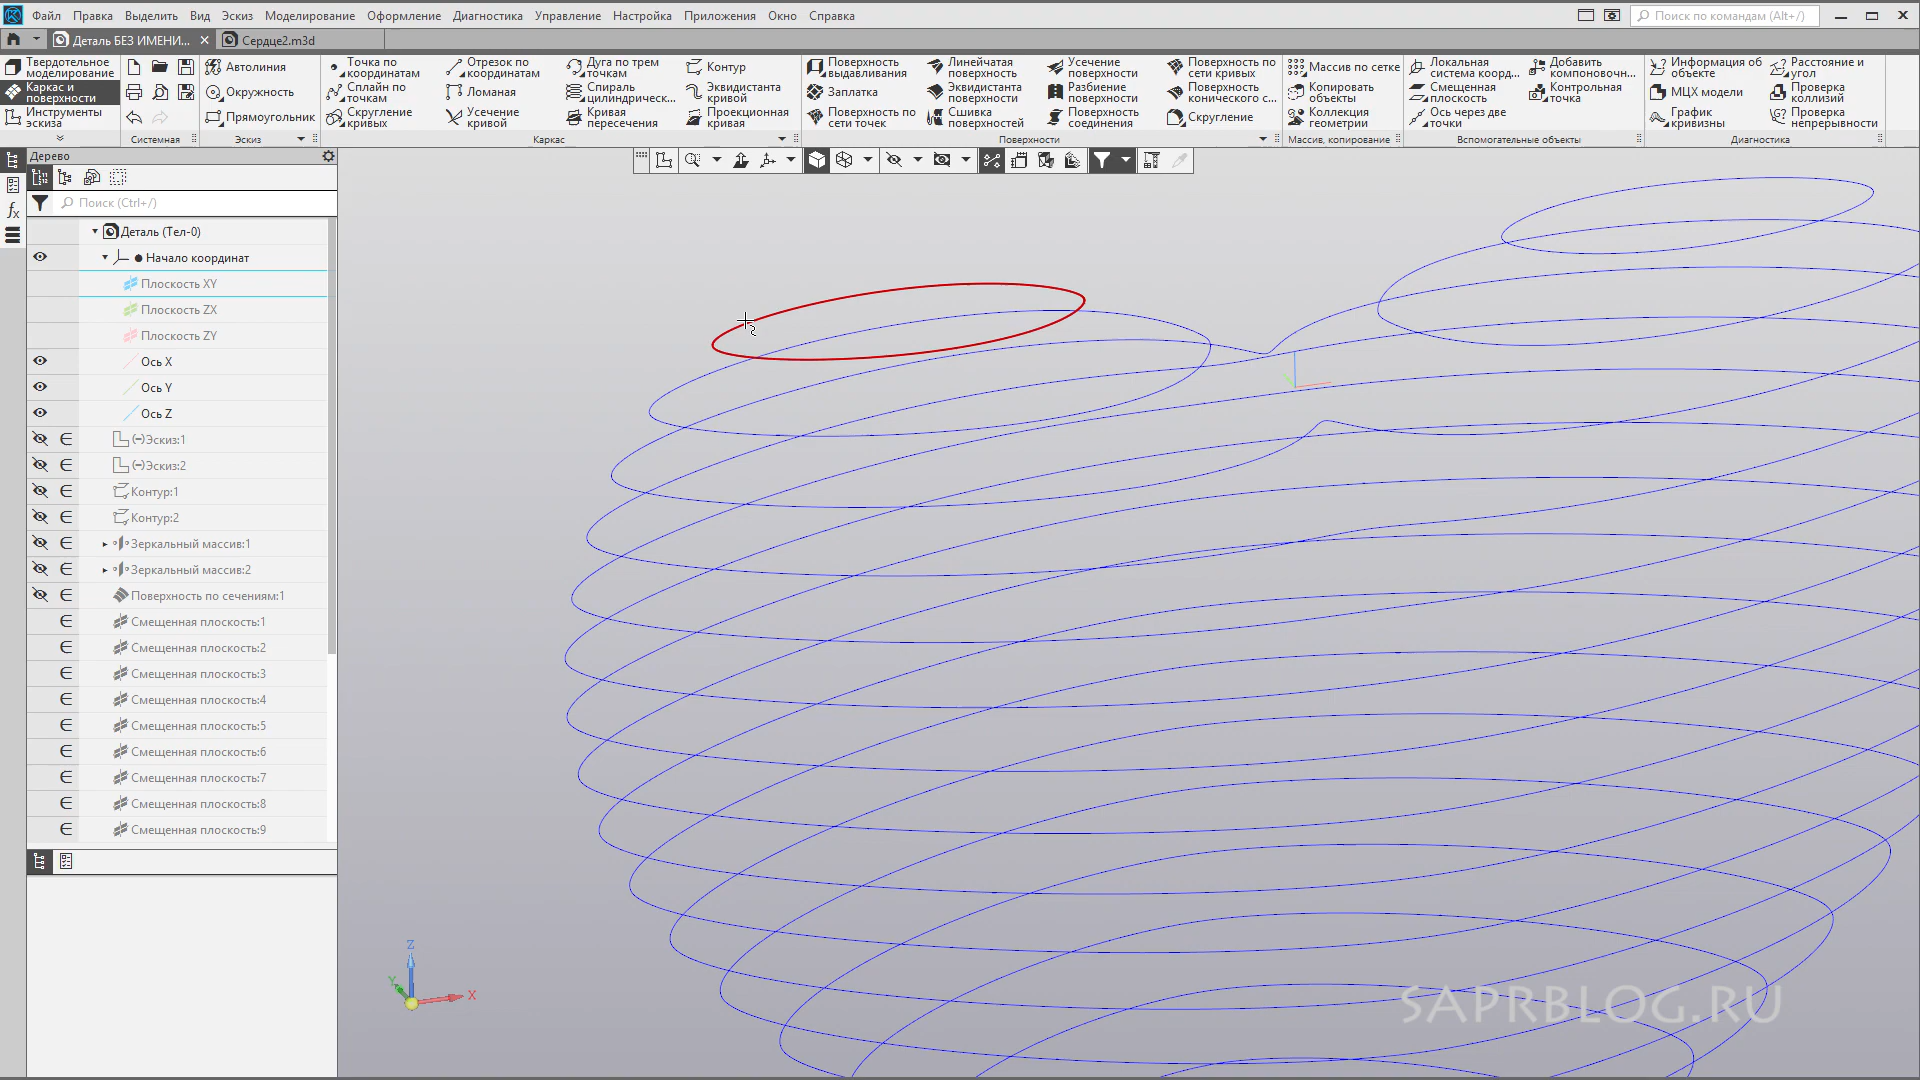 Файл Правка Выделить Вид Эскиз Моделирование Оформление Диагностика Управление Настройка Приложения Окно Справка
Поиск по командам (Alt+/)
Деталь БЕЗ ИМЕНИ...
Сердце2.m3d
Твердотельное моделирование
Каркас и поверхности
Инструменты эскиза
Системная
Автолиния
Окружность
Прямоугольник
Эскиз
Точка по координатам
Сплайн по точкам
Скругление кривых
Отрезок по координатам
Ломаная
Усечение кривой
Дуга по трем точкам
Спираль цилиндрическ...
Кривая пересечения
Контур
Эквидистанта кривой
Проекционная кривая
Каркас
Поверхность выдавливания
Заплатка
Поверхность по сети точек
Линейчатая поверхность
Эквидистанта поверхности
Сшивка поверхностей
Усечение поверхности
Разбиение поверхности
Поверхность соединения
Поверхность по сети кривых
Поверхность конического с...
Скругление
Поверхности
Массив по сетке
Копировать объекты
Коллекция геометрии
Массив, копирование
Локальная система коорд...
Смещенная плоскость
Ось через две точки
Добавить компоновочн...
Контрольная точка
Вспомогательные объекты
Информация об объекте
МЦХ модели
График кривизны
Расстояние и угол
Проверка коллизий
Проверка непрерывности
Диагностика
Дерево
Поиск (Ctrl+/)
Деталь (Тел-0)
Начало координат
Плоскость XY
Плоскость ZX
Плоскость ZY
Ось X
Ось Y
Ось Z
(−)Эскиз:1
(−)Эскиз:2
Контур:1
Контур:2
Зеркальный массив:1
Зеркальный массив:2
Поверхность по сечениям:1
Смещенная плоскость:1
Смещенная плоскость:2
Смещенная плоскость:3
Смещенная плоскость:4
Смещенная плоскость:5
Смещенная плоскость:6
Смещенная плоскость:7
Смещенная плоскость:8
Смещенная плоскость:9
Z
Y
X
SAPRBLOG.RU